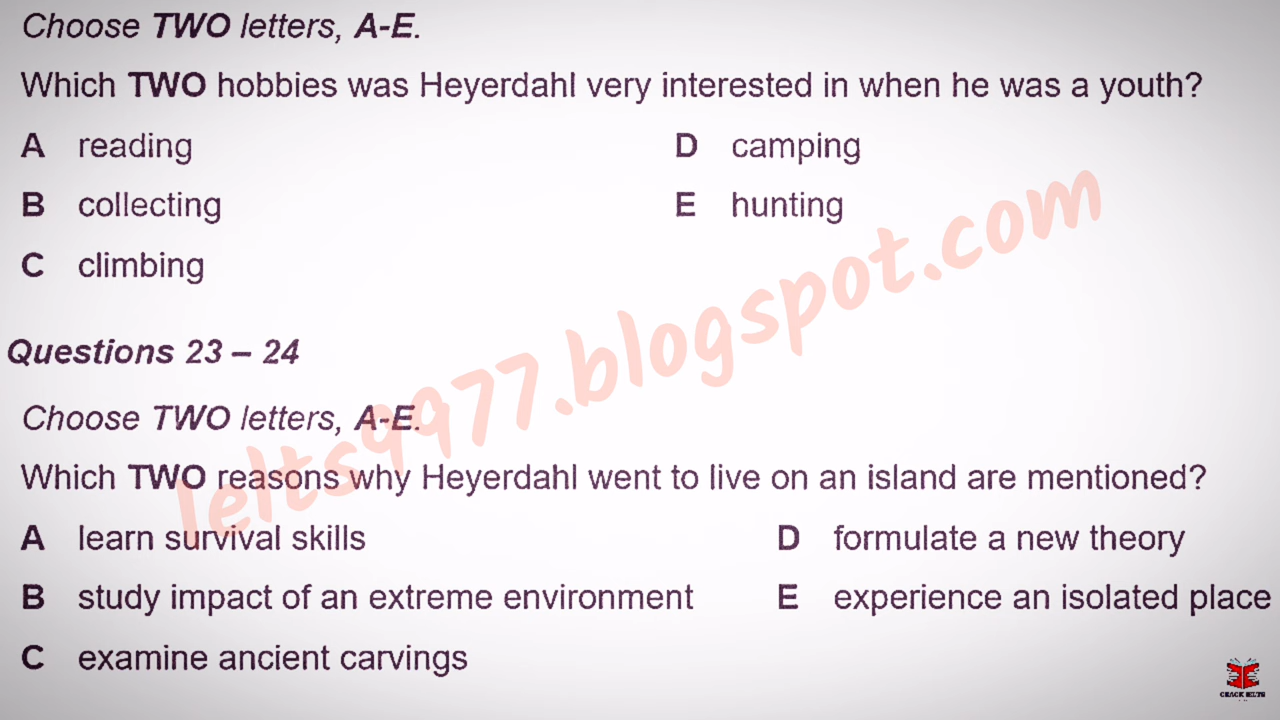 Choose TWO letters, A-E.
Which TWO hobbies was Heyerdahl very interested in when he was a youth?
A reading
D camping
B collecting
E hunting
C climbing
Questions 23 – 24
Choose TWO letters, A-E.
Which TWO reasons why Heyerdahl went to live on an island are mentioned?
A learn survival skills
D formulate a new theory
B study impact of an extreme environment
E experience an isolated place
C examine ancient carvings
Ielts9977.blogspot.com
CRACK IELTS